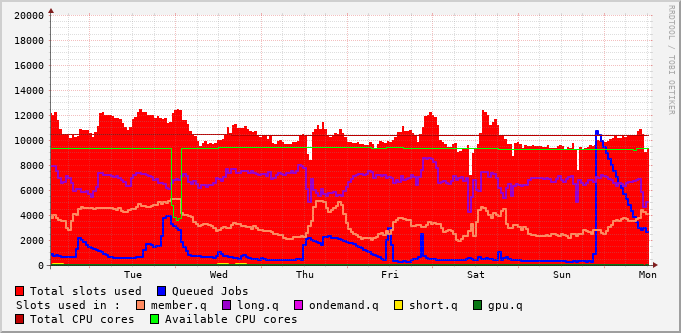 RRDTOOL / TOBI OETIKER
20000
18000
16000
14000
12000
10000
8000
6000
4000
2000
0
Tue Wed Thu Fri Sat Sun Mon
Total slots used Queued Jobs
Slots used in : member.q long.q ondemand.q short.q gpu.q
Total CPU cores Available CPU cores